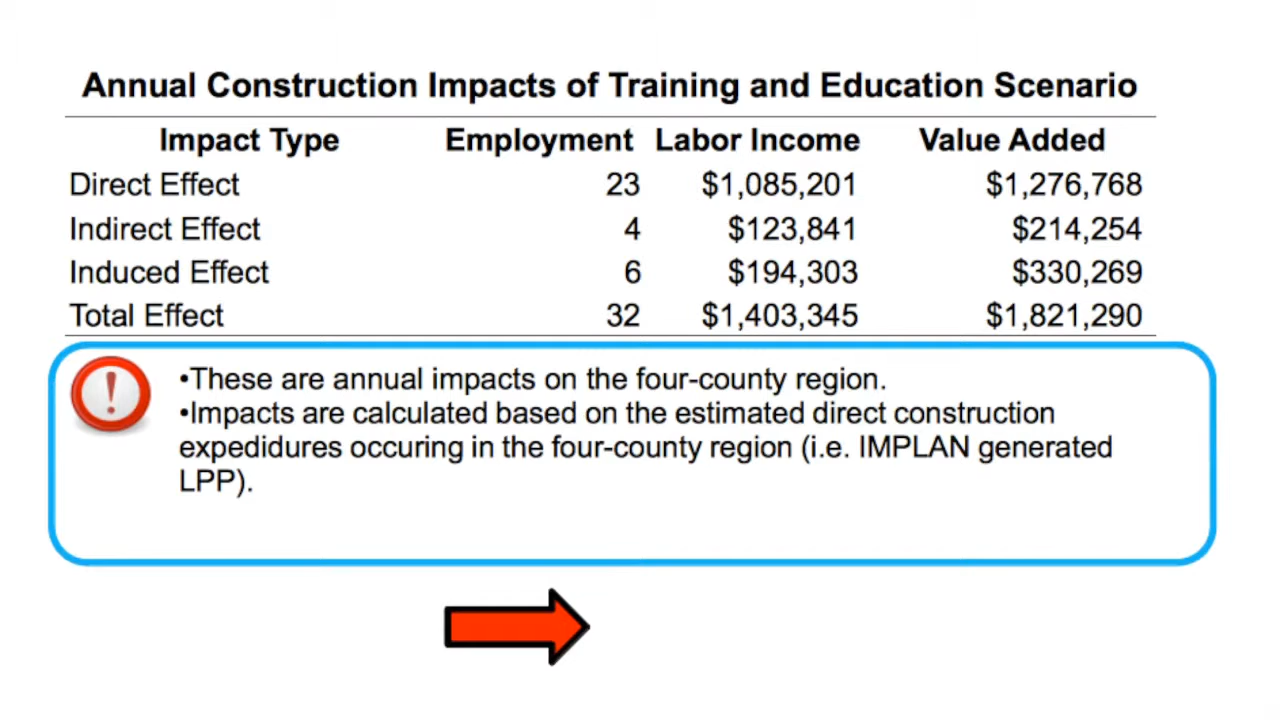 Annual Construction Impacts of Training and Education Scenario
Impact Type Employment Labor Income Value Added
Direct Effect 23 $1,085,201 $1,276,768
Indirect Effect 4 $123,841 $214,254
Induced Effect 6 $194,303 $330,269
Total Effect 32 $1,403,345 $1,821,290
•These are annual impacts on the four-county region.
•Impacts are calculated based on the estimated direct construction
expedidures occuring in the four-county region (i.e. IMPLAN generated
LPP).